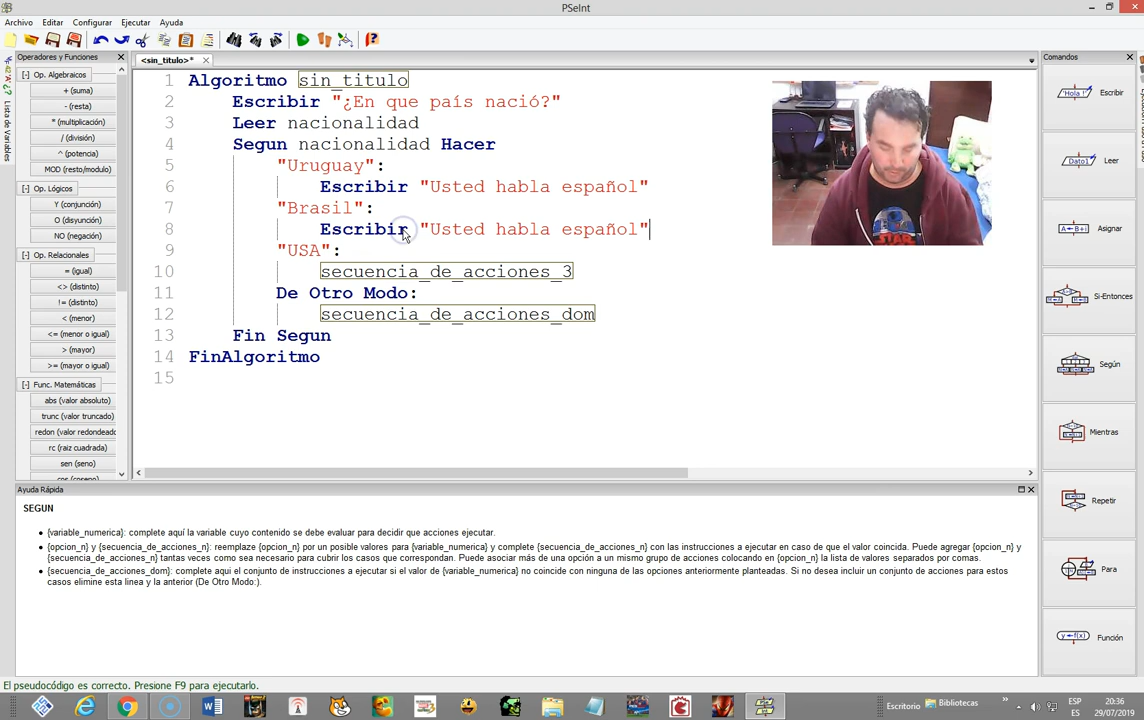 PSeInt
Archivo Editar Configurar Ejecutar Ayuda
Operadores y Funciones
<sin_titulo>*
Comandos
Lista de Variables
[-] Op. Algebraicos
+ (suma)
- (resta)
* (multiplicación)
/ (división)
^ (potencia)
MOD (resto/modulo)
[-] Op. Lógicos
Y (conjunción)
O (disyunción)
NO (negación)
[-] Op. Relacionales
= (igual)
<> (distinto)
!= (distinto)
< (menor)
<= (menor o igual)
> (mayor)
>= (mayor o igual)
[-] Func. Matemáticas
abs (valor absoluto)
trunc (valor truncado)
redon (valor redondeado
rc (raiz cuadrada)
sen (seno)
1 Algoritmo sin_titulo
2 Escribir "¿En que país nació?"
3 Leer nacionalidad
4 Segun nacionalidad Hacer
5 "Uruguay":
6 Escribir "Usted habla español"
7 "Brasil":
8 Escribir "Usted habla español"
9 "USA":
10 secuencia_de_acciones_3
11 De Otro Modo:
12 secuencia_de_acciones_dom
13 Fin Segun
14 FinAlgoritmo
15
¡Hola !' Escribir
'Dato1' Leer
A←B+i Asignar
Si-Entonces
Según
Mientras
Repetir
Para
y←f(x) Función
Ayuda Rápida
SEGUN
{variable_numerica}: complete aquí la variable cuyo contenido se debe evaluar para decidir que acciones ejecutar.
{opcion_n} y {secuencia_de_acciones_n}: reemplaze {opcion_n} por un posible valores para {variable_numerica} y complete {secuencia_de_acciones_n} con las instrucciones a ejecutar en caso de que el valor coincida. Puede agregar {opcion_n} y
{secuencia_de_acciones_n} tantas veces como sea necesario para cubrir los casos que correspondan. Puede asociar más de una opción a un mismo grupo de acciones colocando en {opcion_n} la lista de valores separados por comas.
{secuencia_de_acciones_dom}: complete aqui el conjunto de instrucciones a ejecutar si el valor de {variable_numerica} no coincide con ninguna de las opciones anteriormente planteadas. Si no desea incluir un conjunto de acciones para estos
casos elimine esta linea y la anterior (De Otro Modo:).
El pseudocódigo es correcto. Presione F9 para ejecutarlo.
Escritorio Bibliotecas » ESP 20:36
ES 29/07/2019